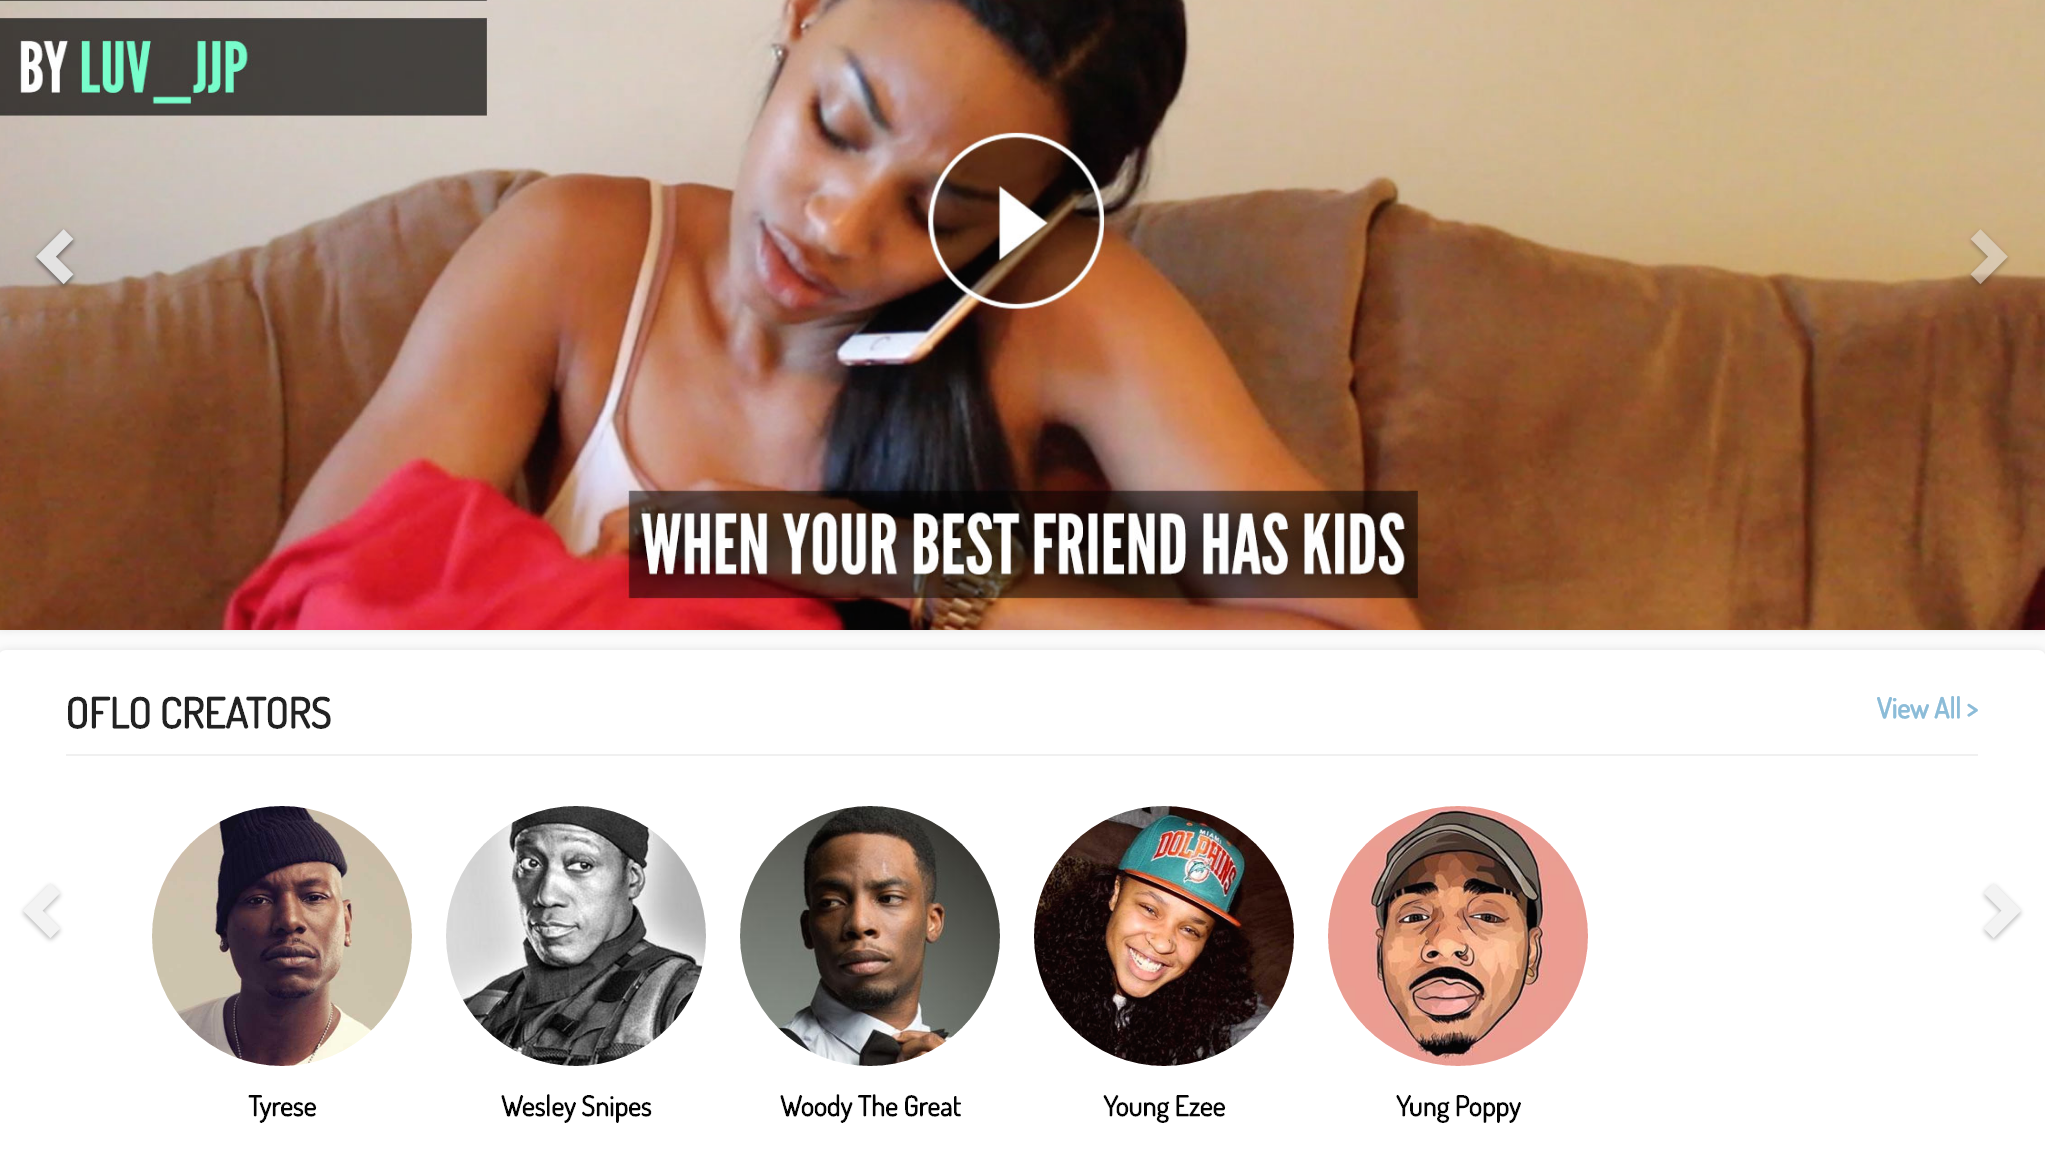 BY LUV_JJP
WHEN YOUR BEST FRIEND HAS KIDS
OFLO CREATORS
View All >
MIAMI
DOLPHINS
Tyrese
Wesley Snipes
Woody The Great
Young Ezee
Yung Poppy